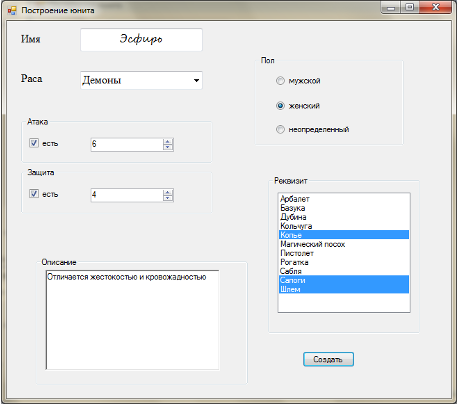 Построение юнита
Имя
Эсфирь
Раса
Демоны
Пол
мужской
женский
неопределенный
Атака
есть
6
Защита
есть
4
Реквизит
Арбалет
Базука
Дубина
Кольчуга
Копье
Магический посох
Пистолет
Рогатка
Сабля
Сапоги
Шлем
Описание
Отличается жестокостью и кровожадностью
Создать